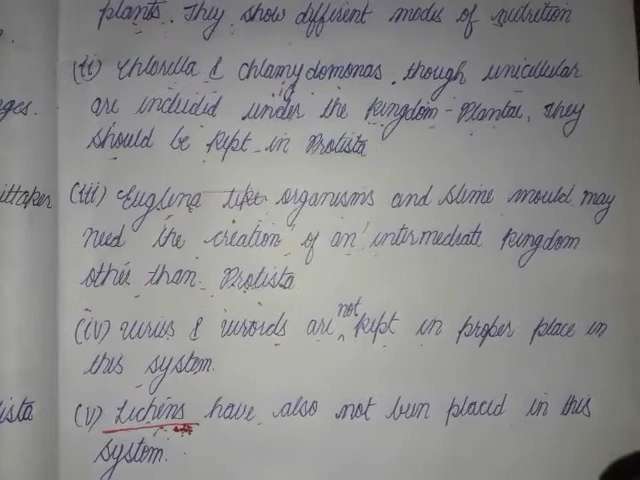 plants. They show different modes of nutrition
(ii) Chlorella & Chlamydomonas though unicellular
are included under the Kingdom - Plantae, They
ges. should be kept in Protista
ittaker (iii) Euglena like organisms and slime mould may
need the creation of an intermediate kingdom
other than Protista
(iv) Virus & viroids are not kept in proper place in
this system.
ista (v) Lichens have also not been placed in this
system.